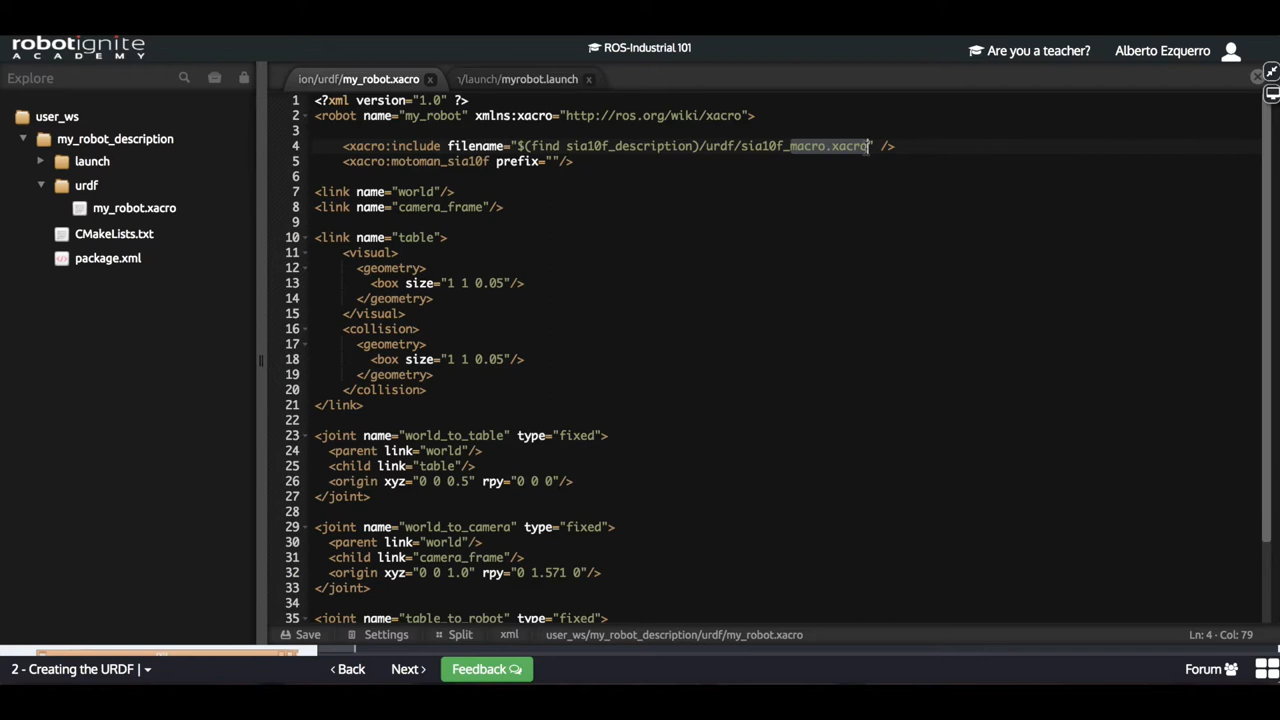 robotignite
ACADEMY
ROS-Industrial 101
Are you a teacher?
Alberto Ezquerro
Explore
user_ws
my_robot_description
launch
urdf
my_robot.xacro
CMakeLists.txt
package.xml
ion/urdf/my_robot.xacro
/launch/myrobot.launch
1 <?xml version="1.0" ?>
2 <robot name="my_robot" xmlns:xacro="http://ros.org/wiki/xacro">
3
4 <xacro:include filename="$(find sia10f_description)/urdf/sia10f_macro.xacro" />
5 <xacro:motoman_sia10f prefix=""/>
6
7 <link name="world"/>
8 <link name="camera_frame"/>
9
10 <link name="table">
11 <visual>
12 <geometry>
13 <box size="1 1 0.05"/>
14 </geometry>
15 </visual>
16 <collision>
17 <geometry>
18 <box size="1 1 0.05"/>
19 </geometry>
20 </collision>
21 </link>
22
23 <joint name="world_to_table" type="fixed">
24 <parent link="world"/>
25 <child link="table"/>
26 <origin xyz="0 0 0.5" rpy="0 0 0"/>
27 </joint>
28
29 <joint name="world_to_camera" type="fixed">
30 <parent link="world"/>
31 <child link="camera_frame"/>
32 <origin xyz="0 0 1.0" rpy="0 1.571 0"/>
33 </joint>
34
35 <joint name="table_to_robot" type="fixed">
Save Settings Split xml user_ws/my_robot_description/urdf/my_robot.xacro Ln: 4 - Col: 79
2 - Creating the URDF |
Back
Next
Feedback
Forum